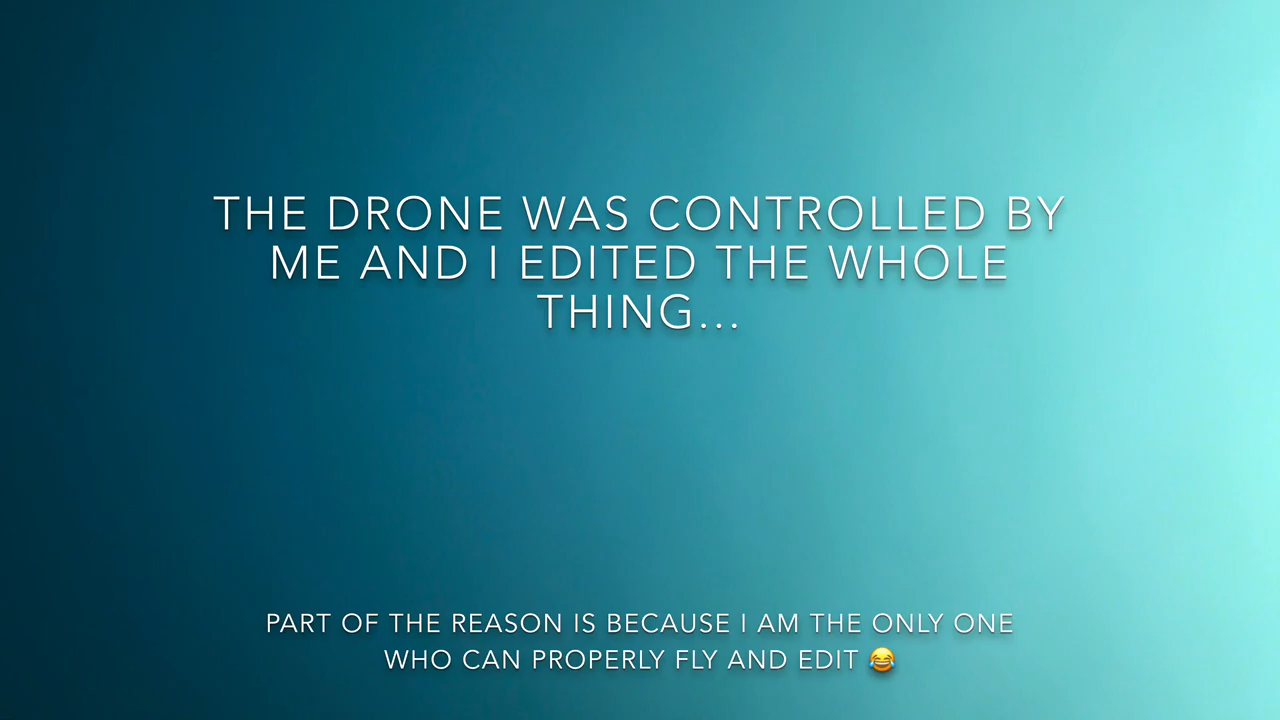 THE DRONE WAS CONTROLLED BY
ME AND I EDITED THE WHOLE
THING...
PART OF THE REASON IS BECAUSE I AM THE ONLY ONE
WHO CAN PROPERLY FLY AND EDIT 😂